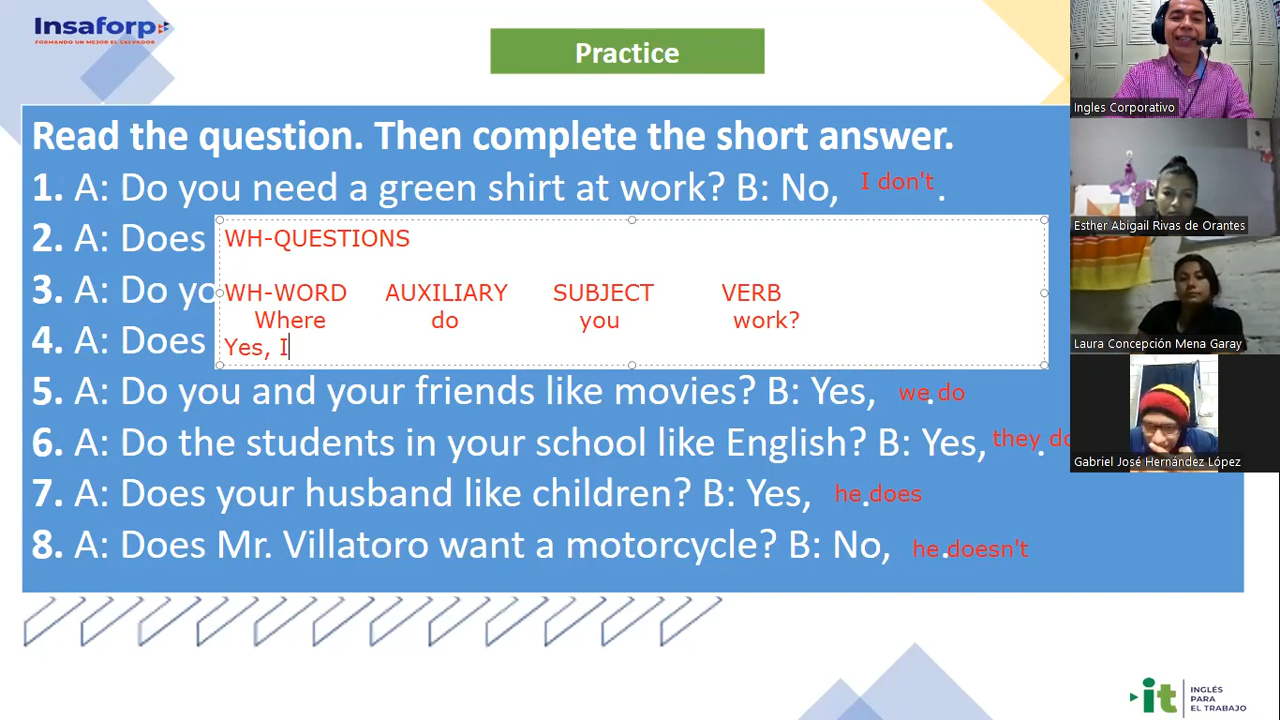 Insaforp
FORMANDO UN MEJOR EL SALVADOR
Practice
Read the question. Then complete the short answer.
1. A: Do you need a green shirt at work? B: No, I don't.
2. A: Does
3. A: Do yo
4. A: Does
WH-QUESTIONS
WH-WORD AUXILIARY SUBJECT VERB
Where do you work?
Yes, I
5. A: Do you and your friends like movies? B: Yes, we do.
6. A: Do the students in your school like English? B: Yes, they do.
7. A: Does your husband like children? B: Yes, he does.
8. A: Does Mr. Villatoro want a motorcycle? B: No, he doesn't.
Ingles Corporativo
Esther Abigail Rivas de Orantes
Laura Concepción Mena Garay
Gabriel José Hernández López
it
INGLÉS
PARA
EL TRABAJO